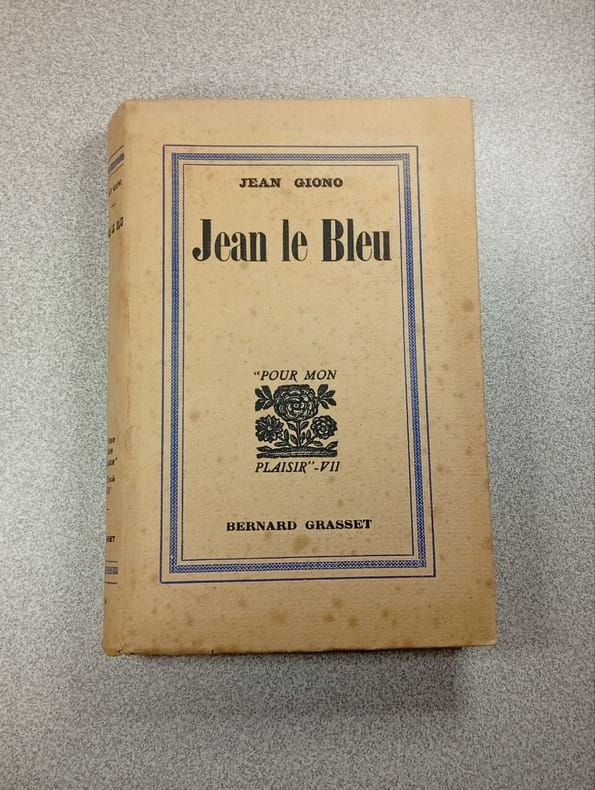 JEAN GIONO
Jean le Bleu
"POUR MON
PLAISIR"-VII
BERNARD GRASSET